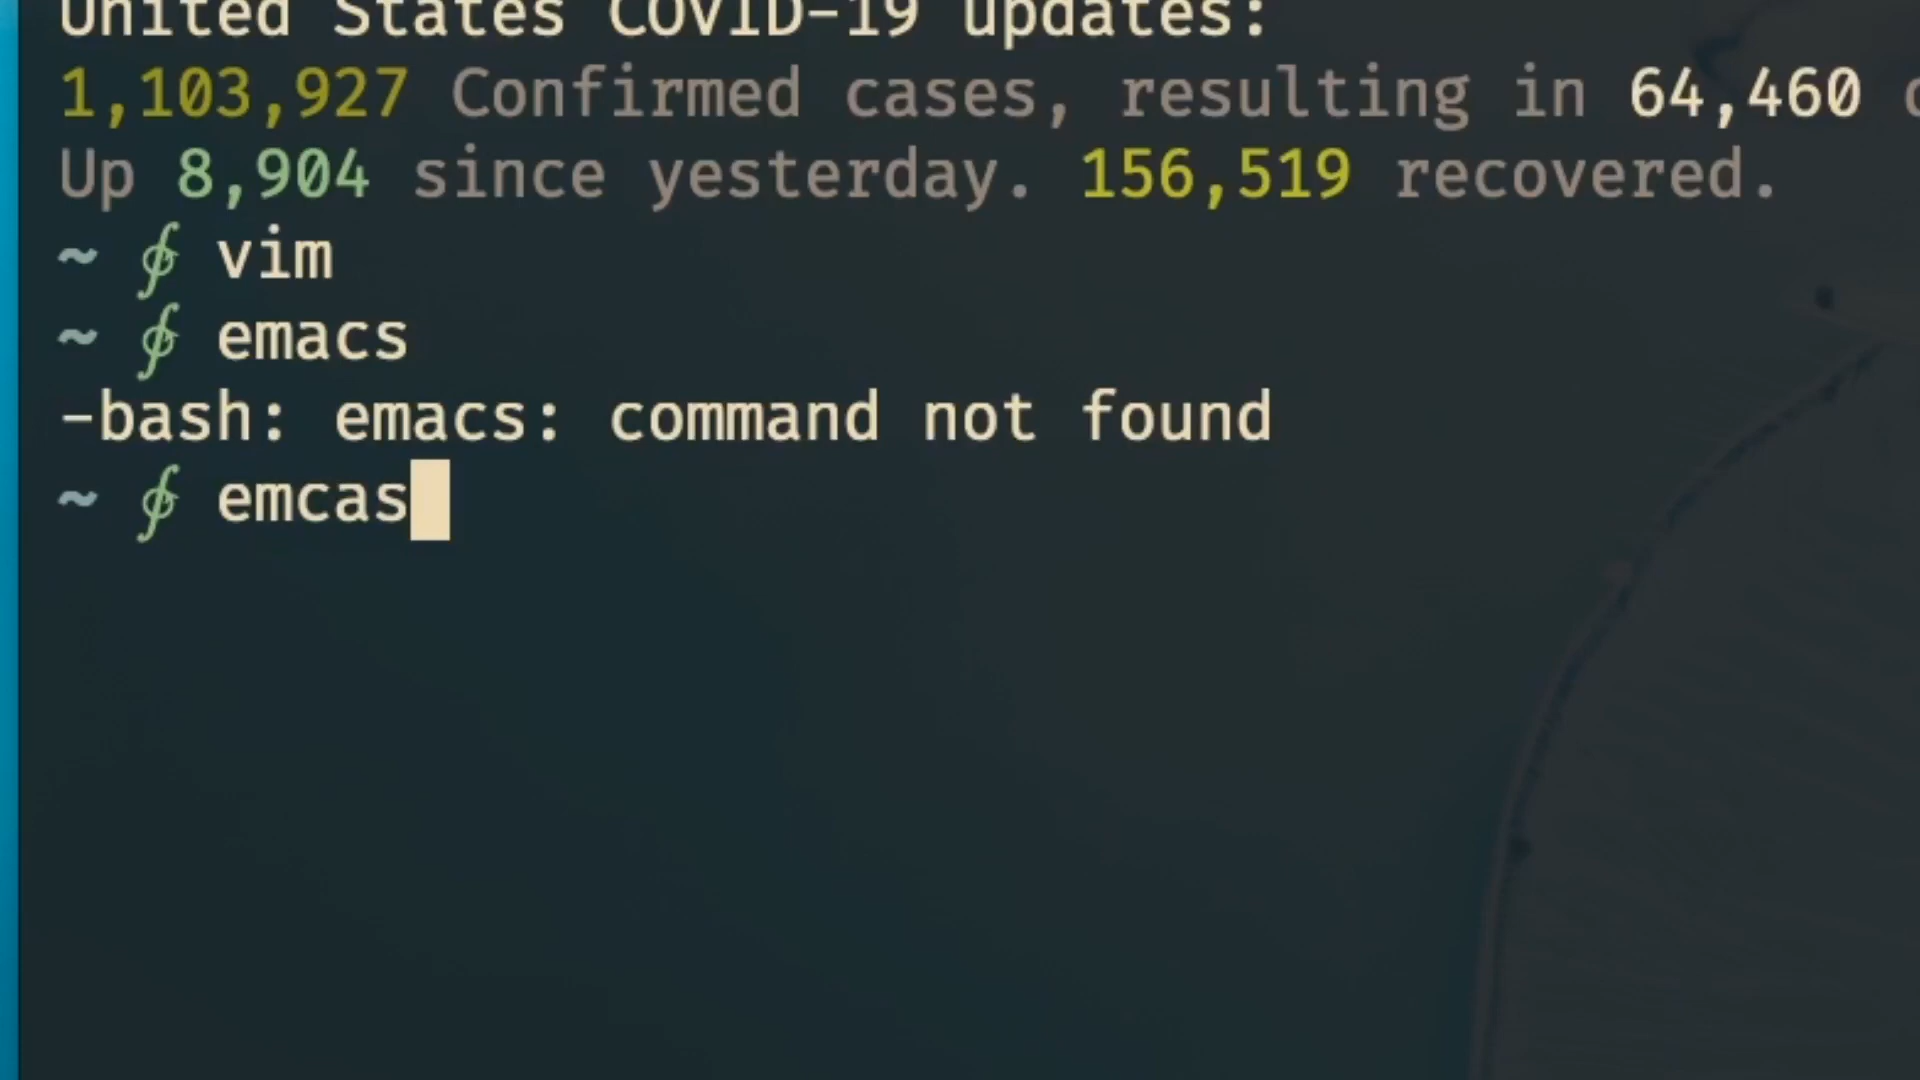 United States COVID-19 updates:
1,103,927 Confirmed cases, resulting in 64,460
Up 8,904 since yesterday. 156,519 recovered.
~ ∲ vim
~ ∲ emacs
-bash: emacs: command not found
~ ∲ emcas